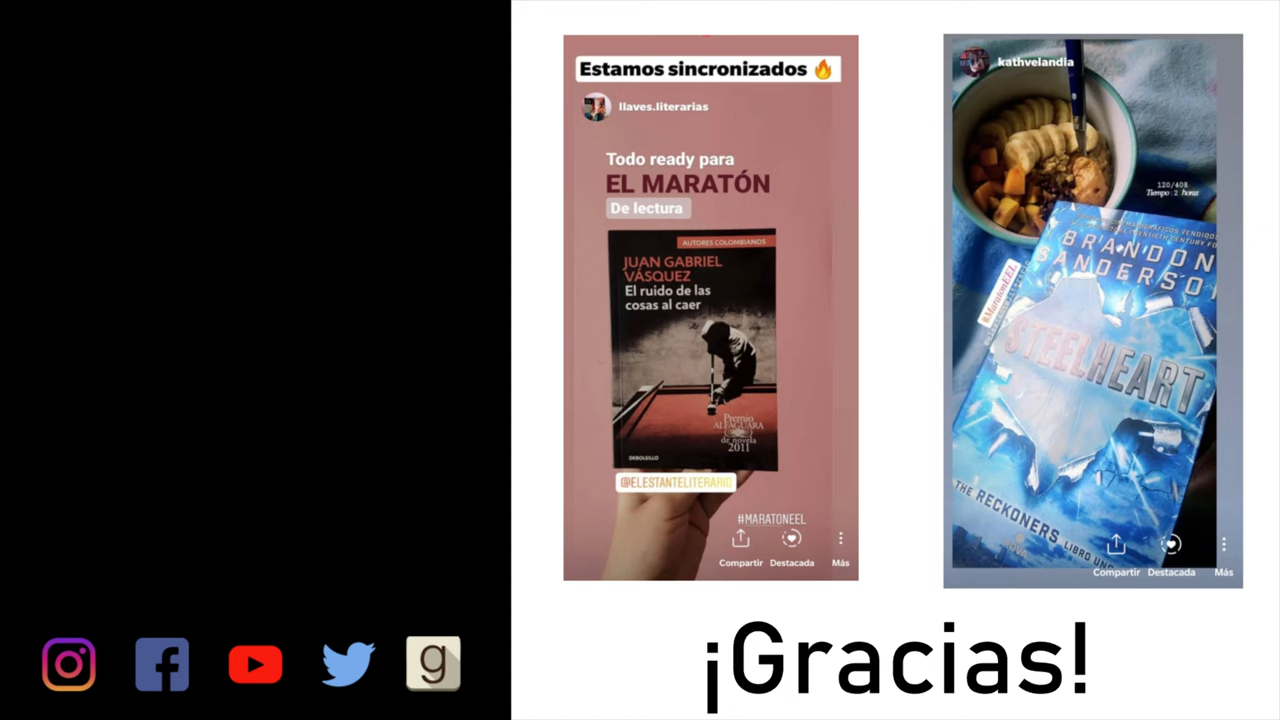 Estamos sincronizados 🔥
llaves.literarias
Todo ready para
EL MARATÓN
De lectura
AUTORES COLOMBIANOS
JUAN GABRIEL
VÁSQUEZ
El ruido de las
cosas al caer
Premio
ALFAGUARA
de novela
2011
DEBOLSILLO
@ELESTANTELITERARIO
#MARATONEEL
Compartir
Destacada
Más
kathvelandia
120/408
Tiempo: 2 horas
BRANDON
SANDERSO
#MaratonEEL
STEELHEART
THE RECKONERS LIBRO UNO
NOVA
Compartir
Destacada
Más
g
¡Gracias!